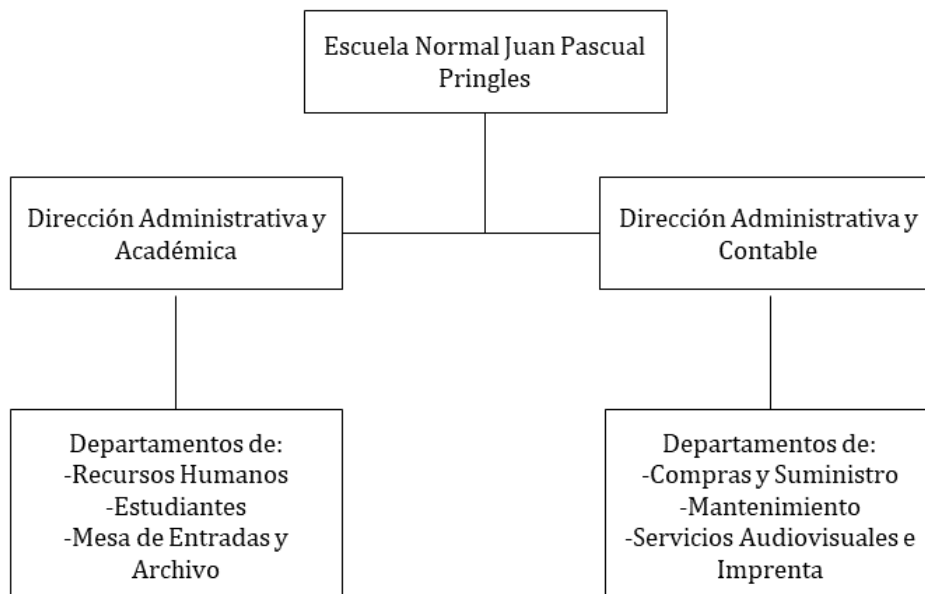 Escuela Normal Juan Pascual
Pringles
Dirección Administrativa y
Académica
Dirección Administrativa y
Contable
Departamentos de:
-Recursos Humanos
-Estudiantes
-Mesa de Entradas y
Archivo
Departamentos de:
-Compras y Suministro
-Mantenimiento
-Servicios Audiovisuales e
Imprenta